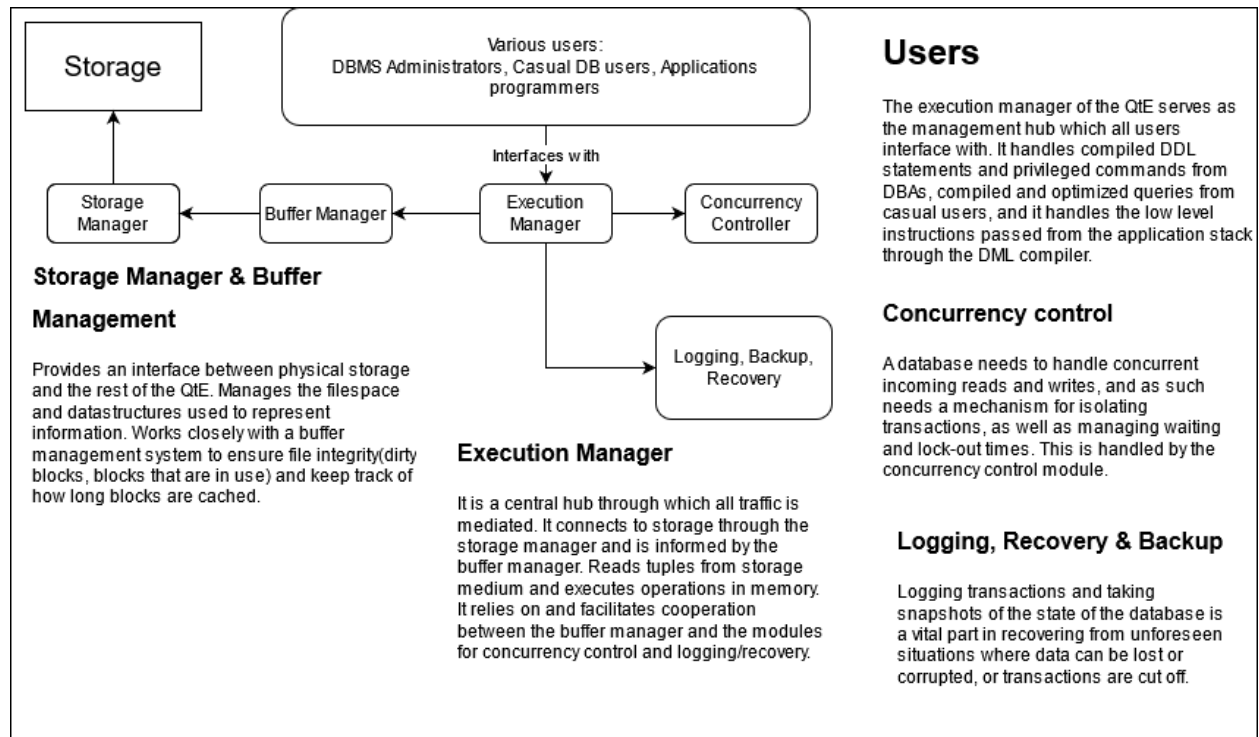 Storage
Various users:
DBMS Administrators, Casual DB users, Applications
programmers
Interfaces with
Storage
Manager
Buffer Manager
Execution
Manager
Concurrency
Controller
Logging, Backup,
Recovery
Storage Manager & Buffer
Management
Provides an interface between physical storage
and the rest of the QtE. Manages the filespace
and datastructures used to represent
information. Works closely with a buffer
management system to ensure file integrity(dirty
blocks, blocks that are in use) and keep track of
how long blocks are cached.
Execution Manager
It is a central hub through which all traffic is
mediated. It connects to storage through the
storage manager and is informed by the
buffer manager. Reads tuples from storage
medium and executes operations in memory.
It relies on and facilitates cooperation
between the buffer manager and the modules
for concurrency control and logging/recovery.
Users
The execution manager of the QtE serves as
the management hub which all users
interface with. It handles compiled DDL
statements and privileged commands from
DBAs, compiled and optimized queries from
casual users, and it handles the low level
instructions passed from the application stack
through the DML compiler.
Concurrency control
A database needs to handle concurrent
incoming reads and writes, and as such
needs a mechanism for isolating
transactions, as well as managing waiting
and lock-out times. This is handled by the
concurrency control module.
Logging, Recovery & Backup
Logging transactions and taking
snapshots of the state of the database is
a vital part in recovering from unforeseen
situations where data can be lost or
corrupted, or transactions are cut off.